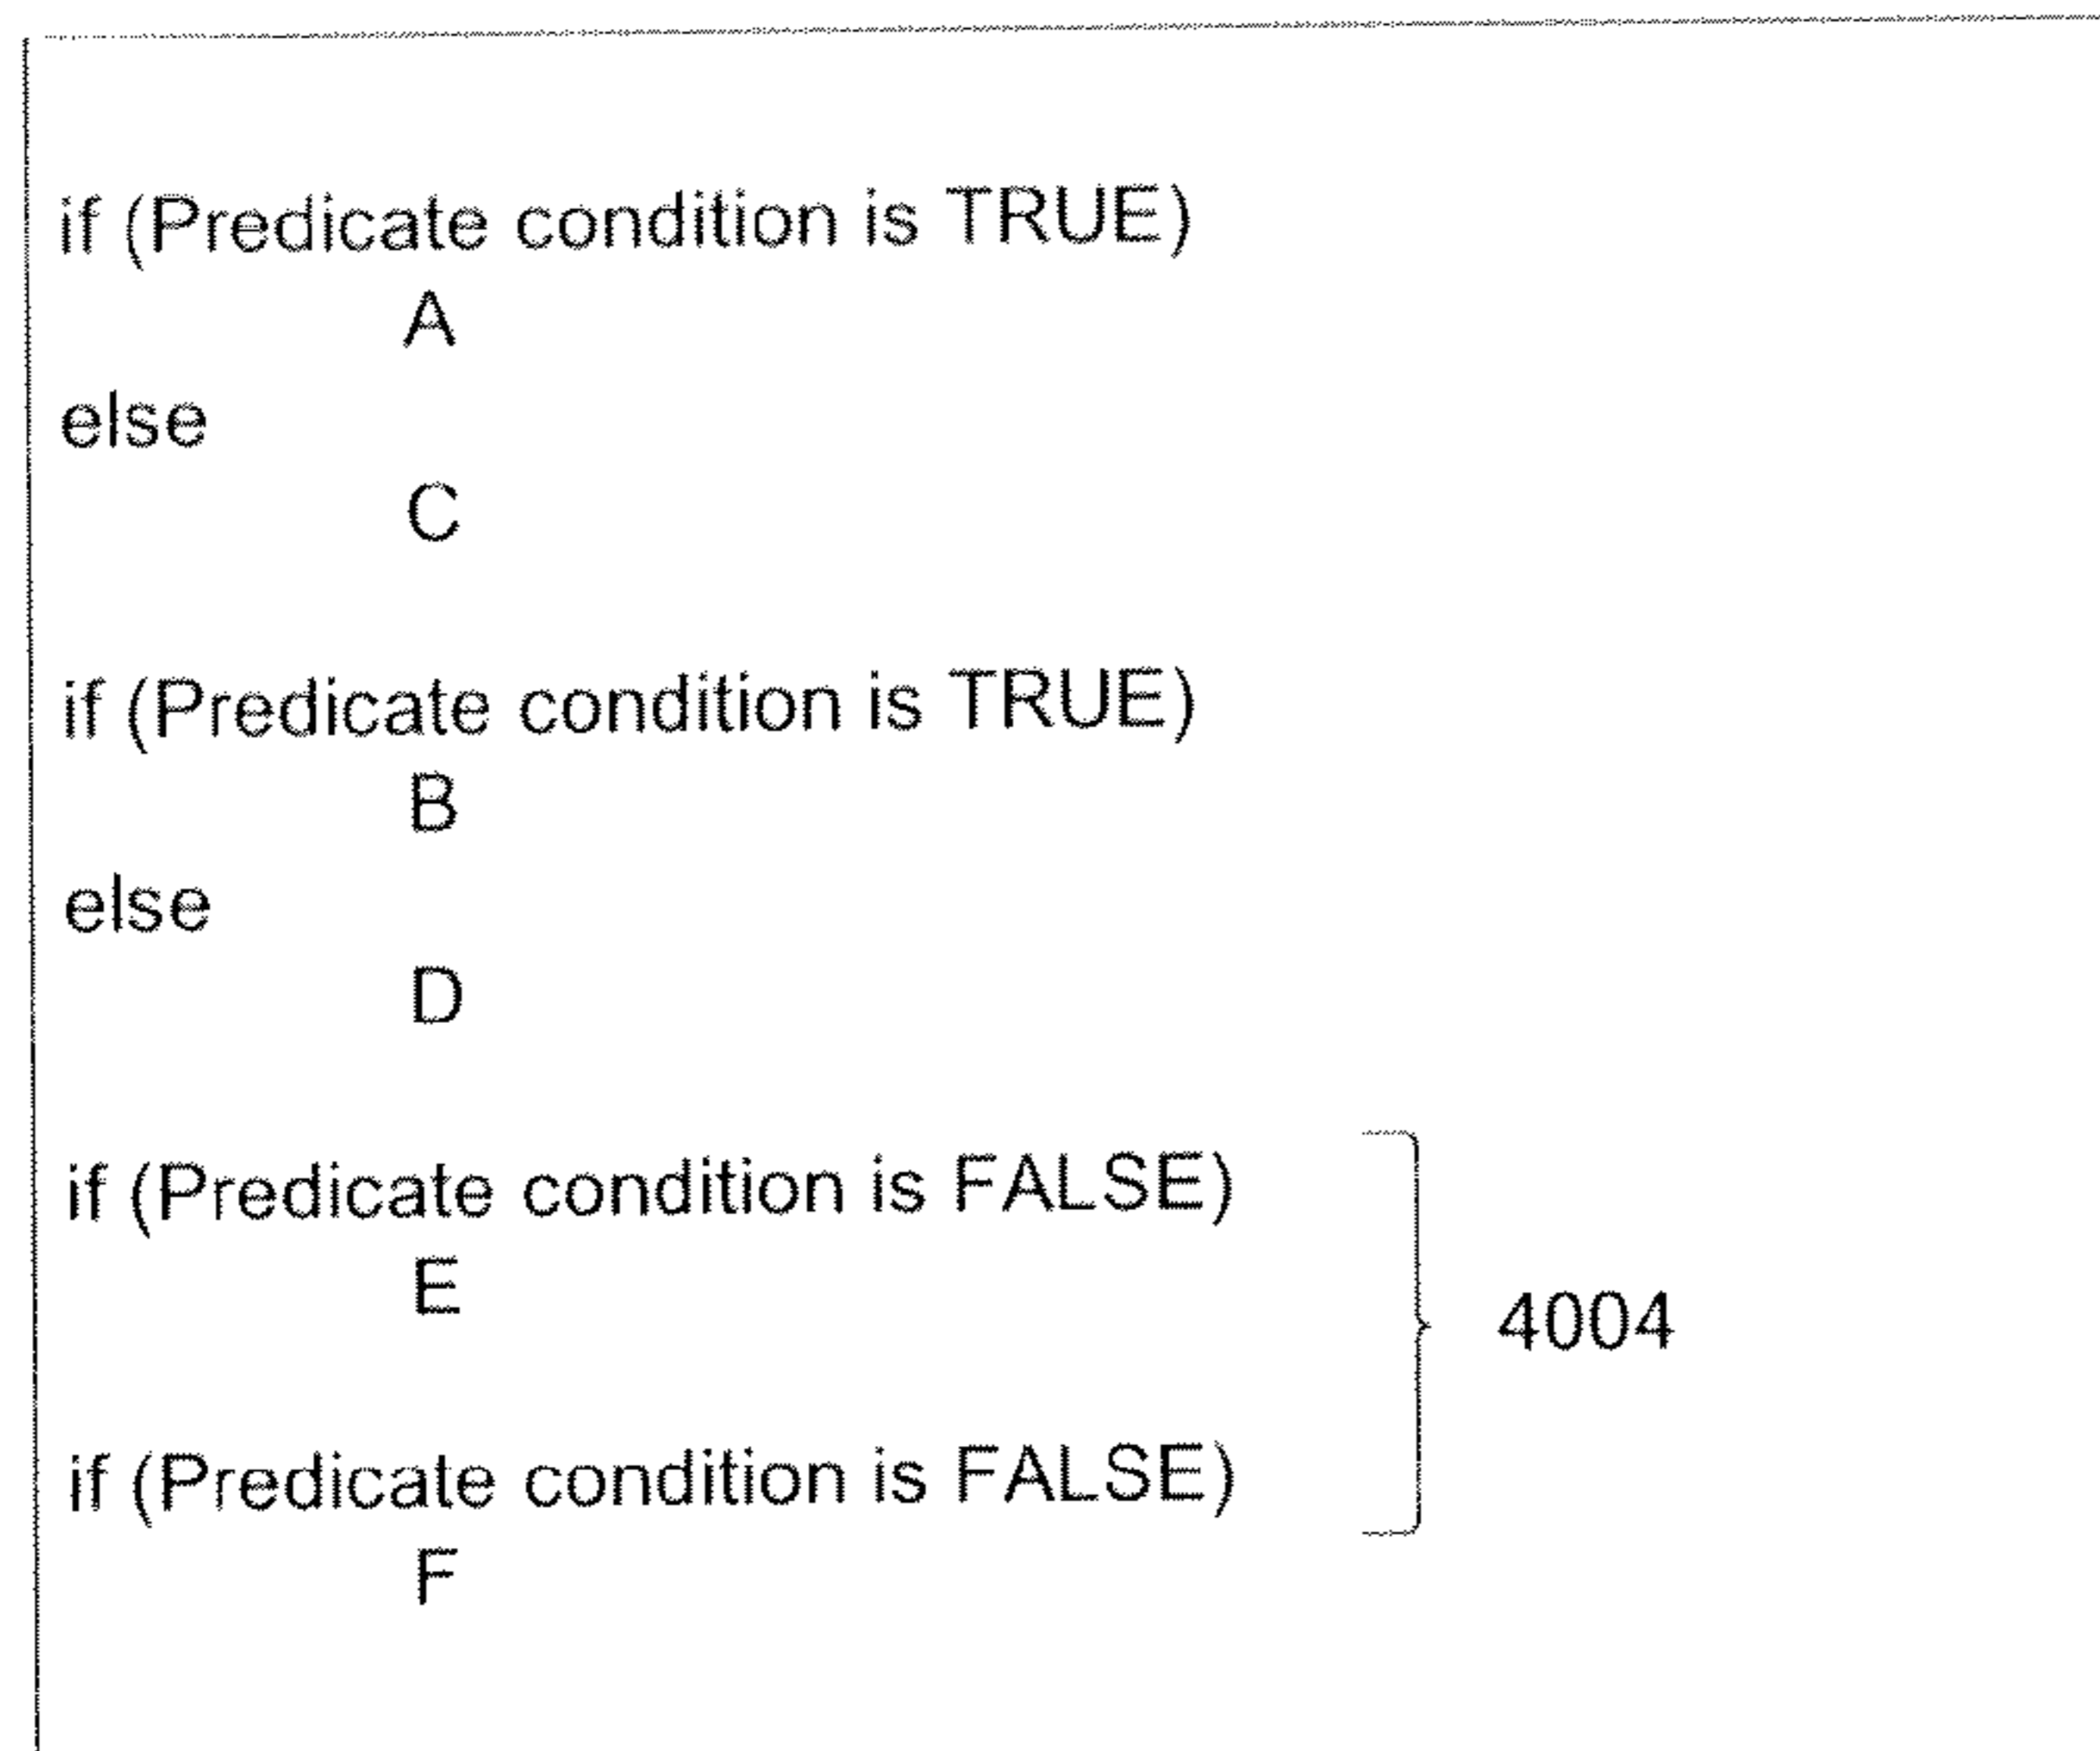 if (Predicate condition is TRUE)
A
else
C
if (Predicate condition is TRUE)
B
else
D
if (Predicate condition is FALSE)
E
4004
if (Predicate condition is FALSE)
F